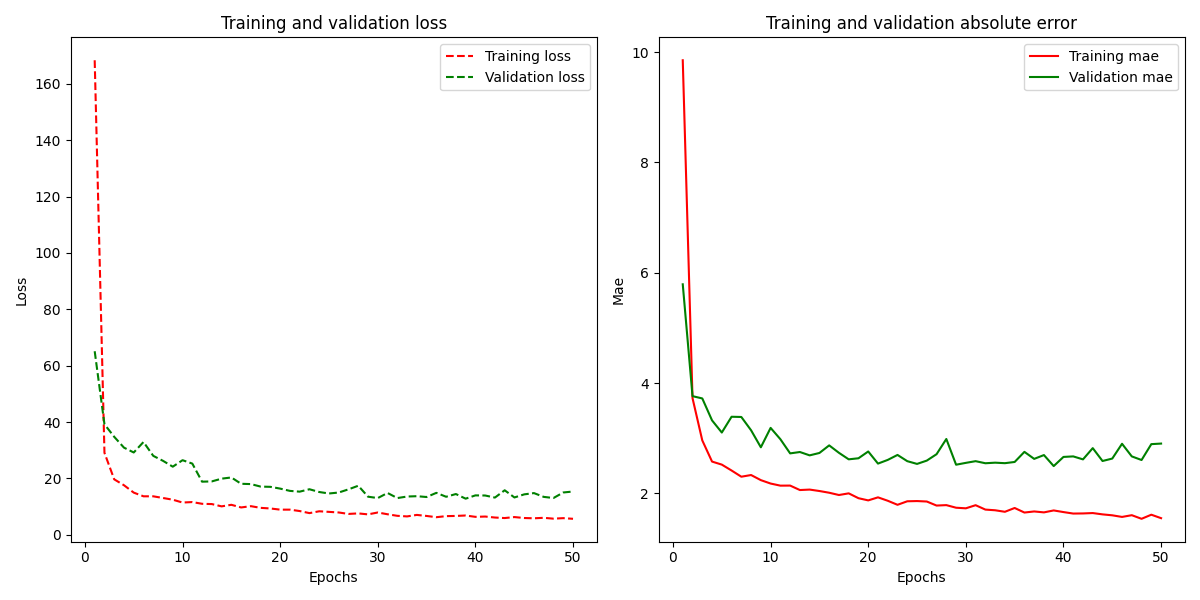 Training and validation loss
Training loss
Validation loss
160
140
120
100
80
60
40
20
0
Loss
0 10 20 30 40 50
Epochs
Training and validation absolute error
Training mae
Validation mae
10
8
6
4
2
Mae
0 10 20 30 40 50
Epochs